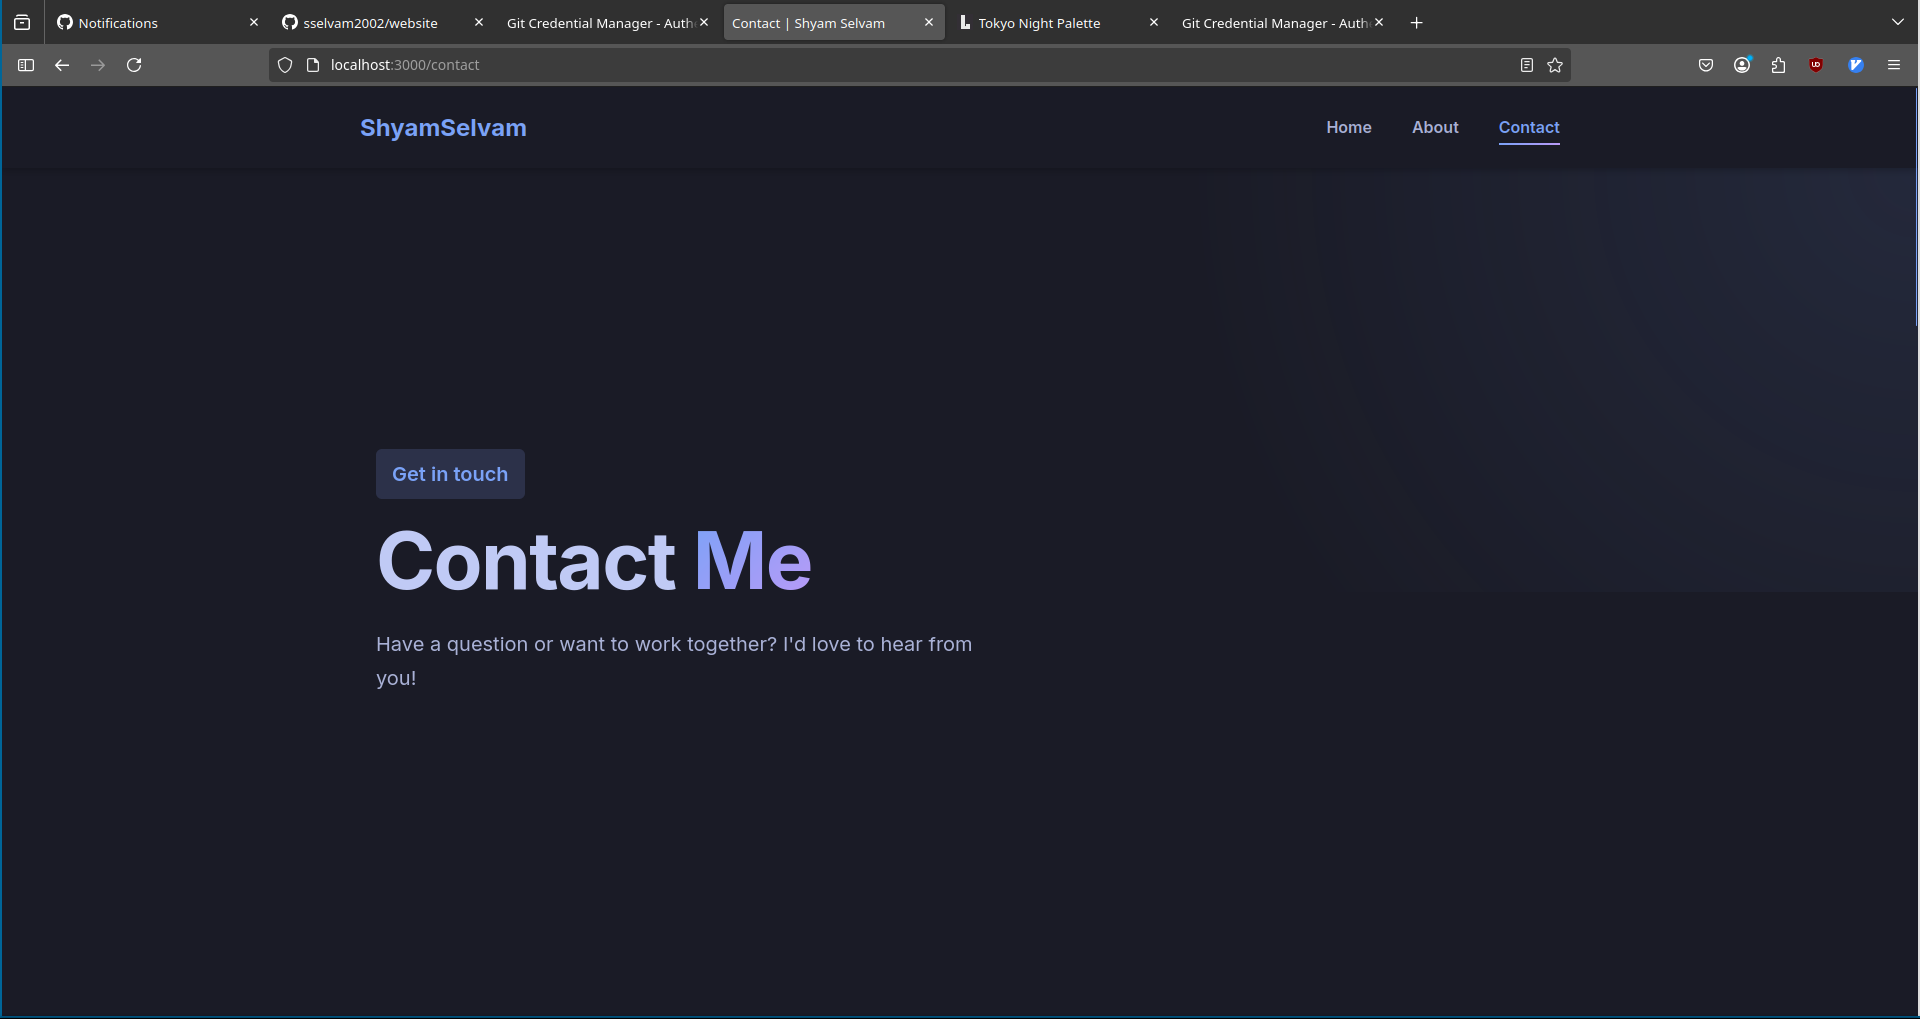 Notifications
sselvam2002/website
Git Credential Manager - Auth
Contact | Shyam Selvam
Tokyo Night Palette
Git Credential Manager - Auth
localhost:3000/contact
ShyamSelvam
Home
About
Contact
Get in touch
Contact Me
Have a question or want to work together? I'd love to hear from
you!